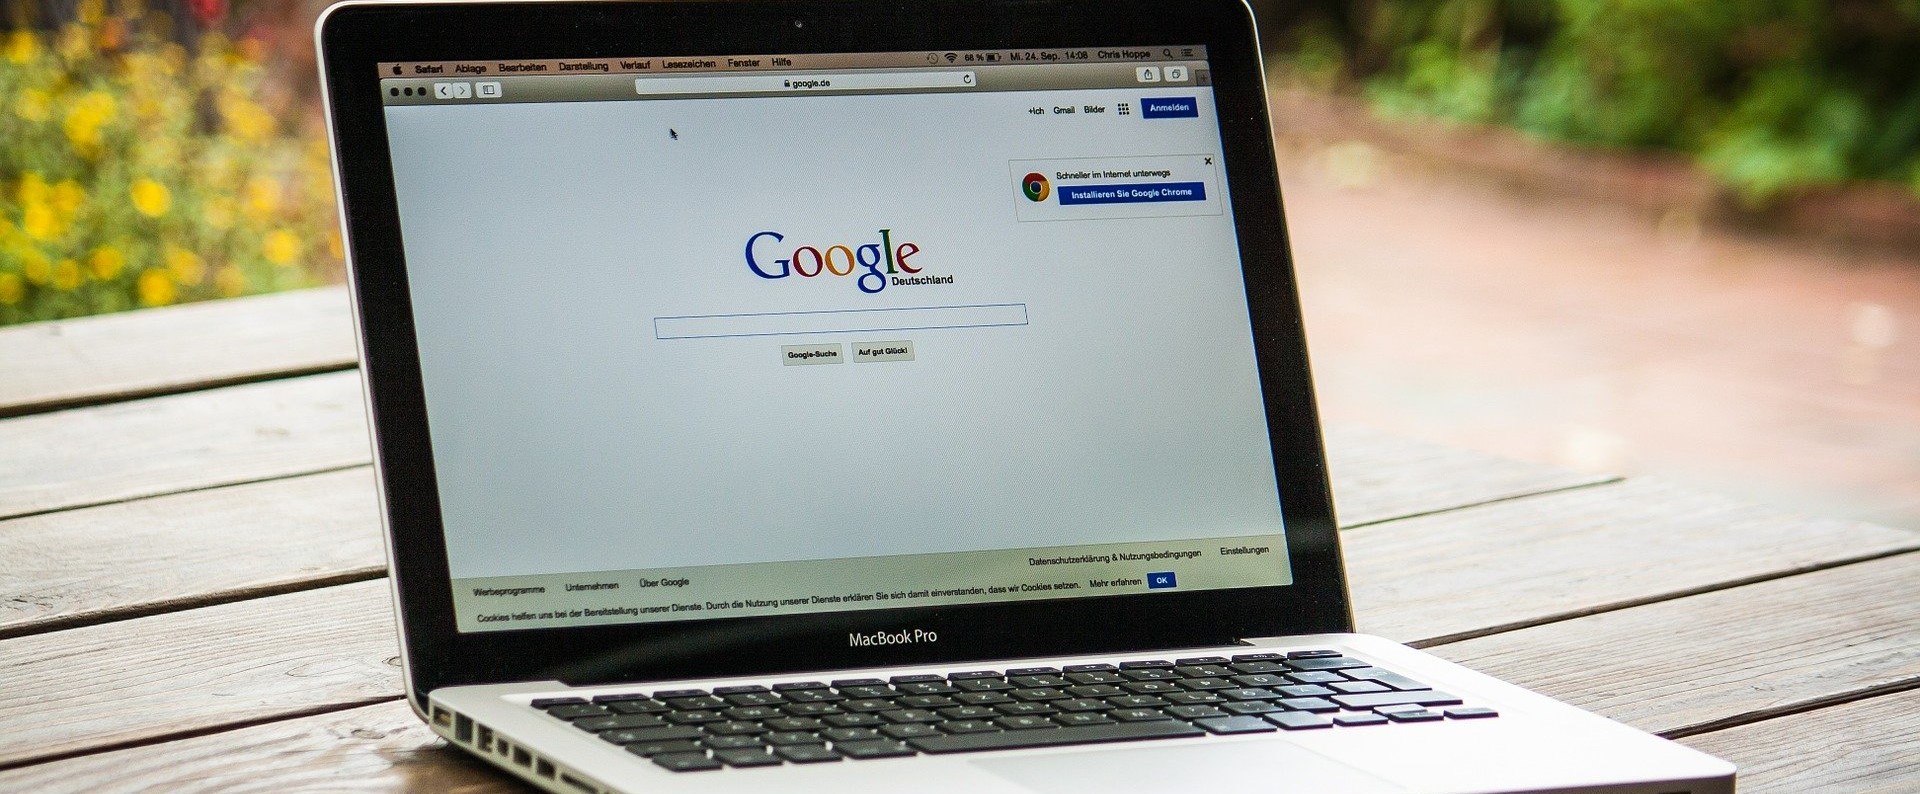 Safari Ablage Bearbeiten Darstellung Verlauf Lesezeichen Fenster Hilfe 68 % Mi. 24. Sep. 14:08 Chris Hoppe
google.de
+Ich Gmail Bilder Anmelden
Schneller im Internet unterwegs
Installieren Sie Google Chrome
Google
Deutschland
Google-Suche Auf gut Glück!
Werbeprogramme Unternehmen Über Google Datenschutzerklärung & Nutzungsbedingungen Einstellungen
Cookies helfen uns bei der Bereitstellung unserer Dienste. Durch die Nutzung unserer Dienste erklären Sie sich damit einverstanden, dass wir Cookies setzen. Mehr erfahren OK
MacBook Pro